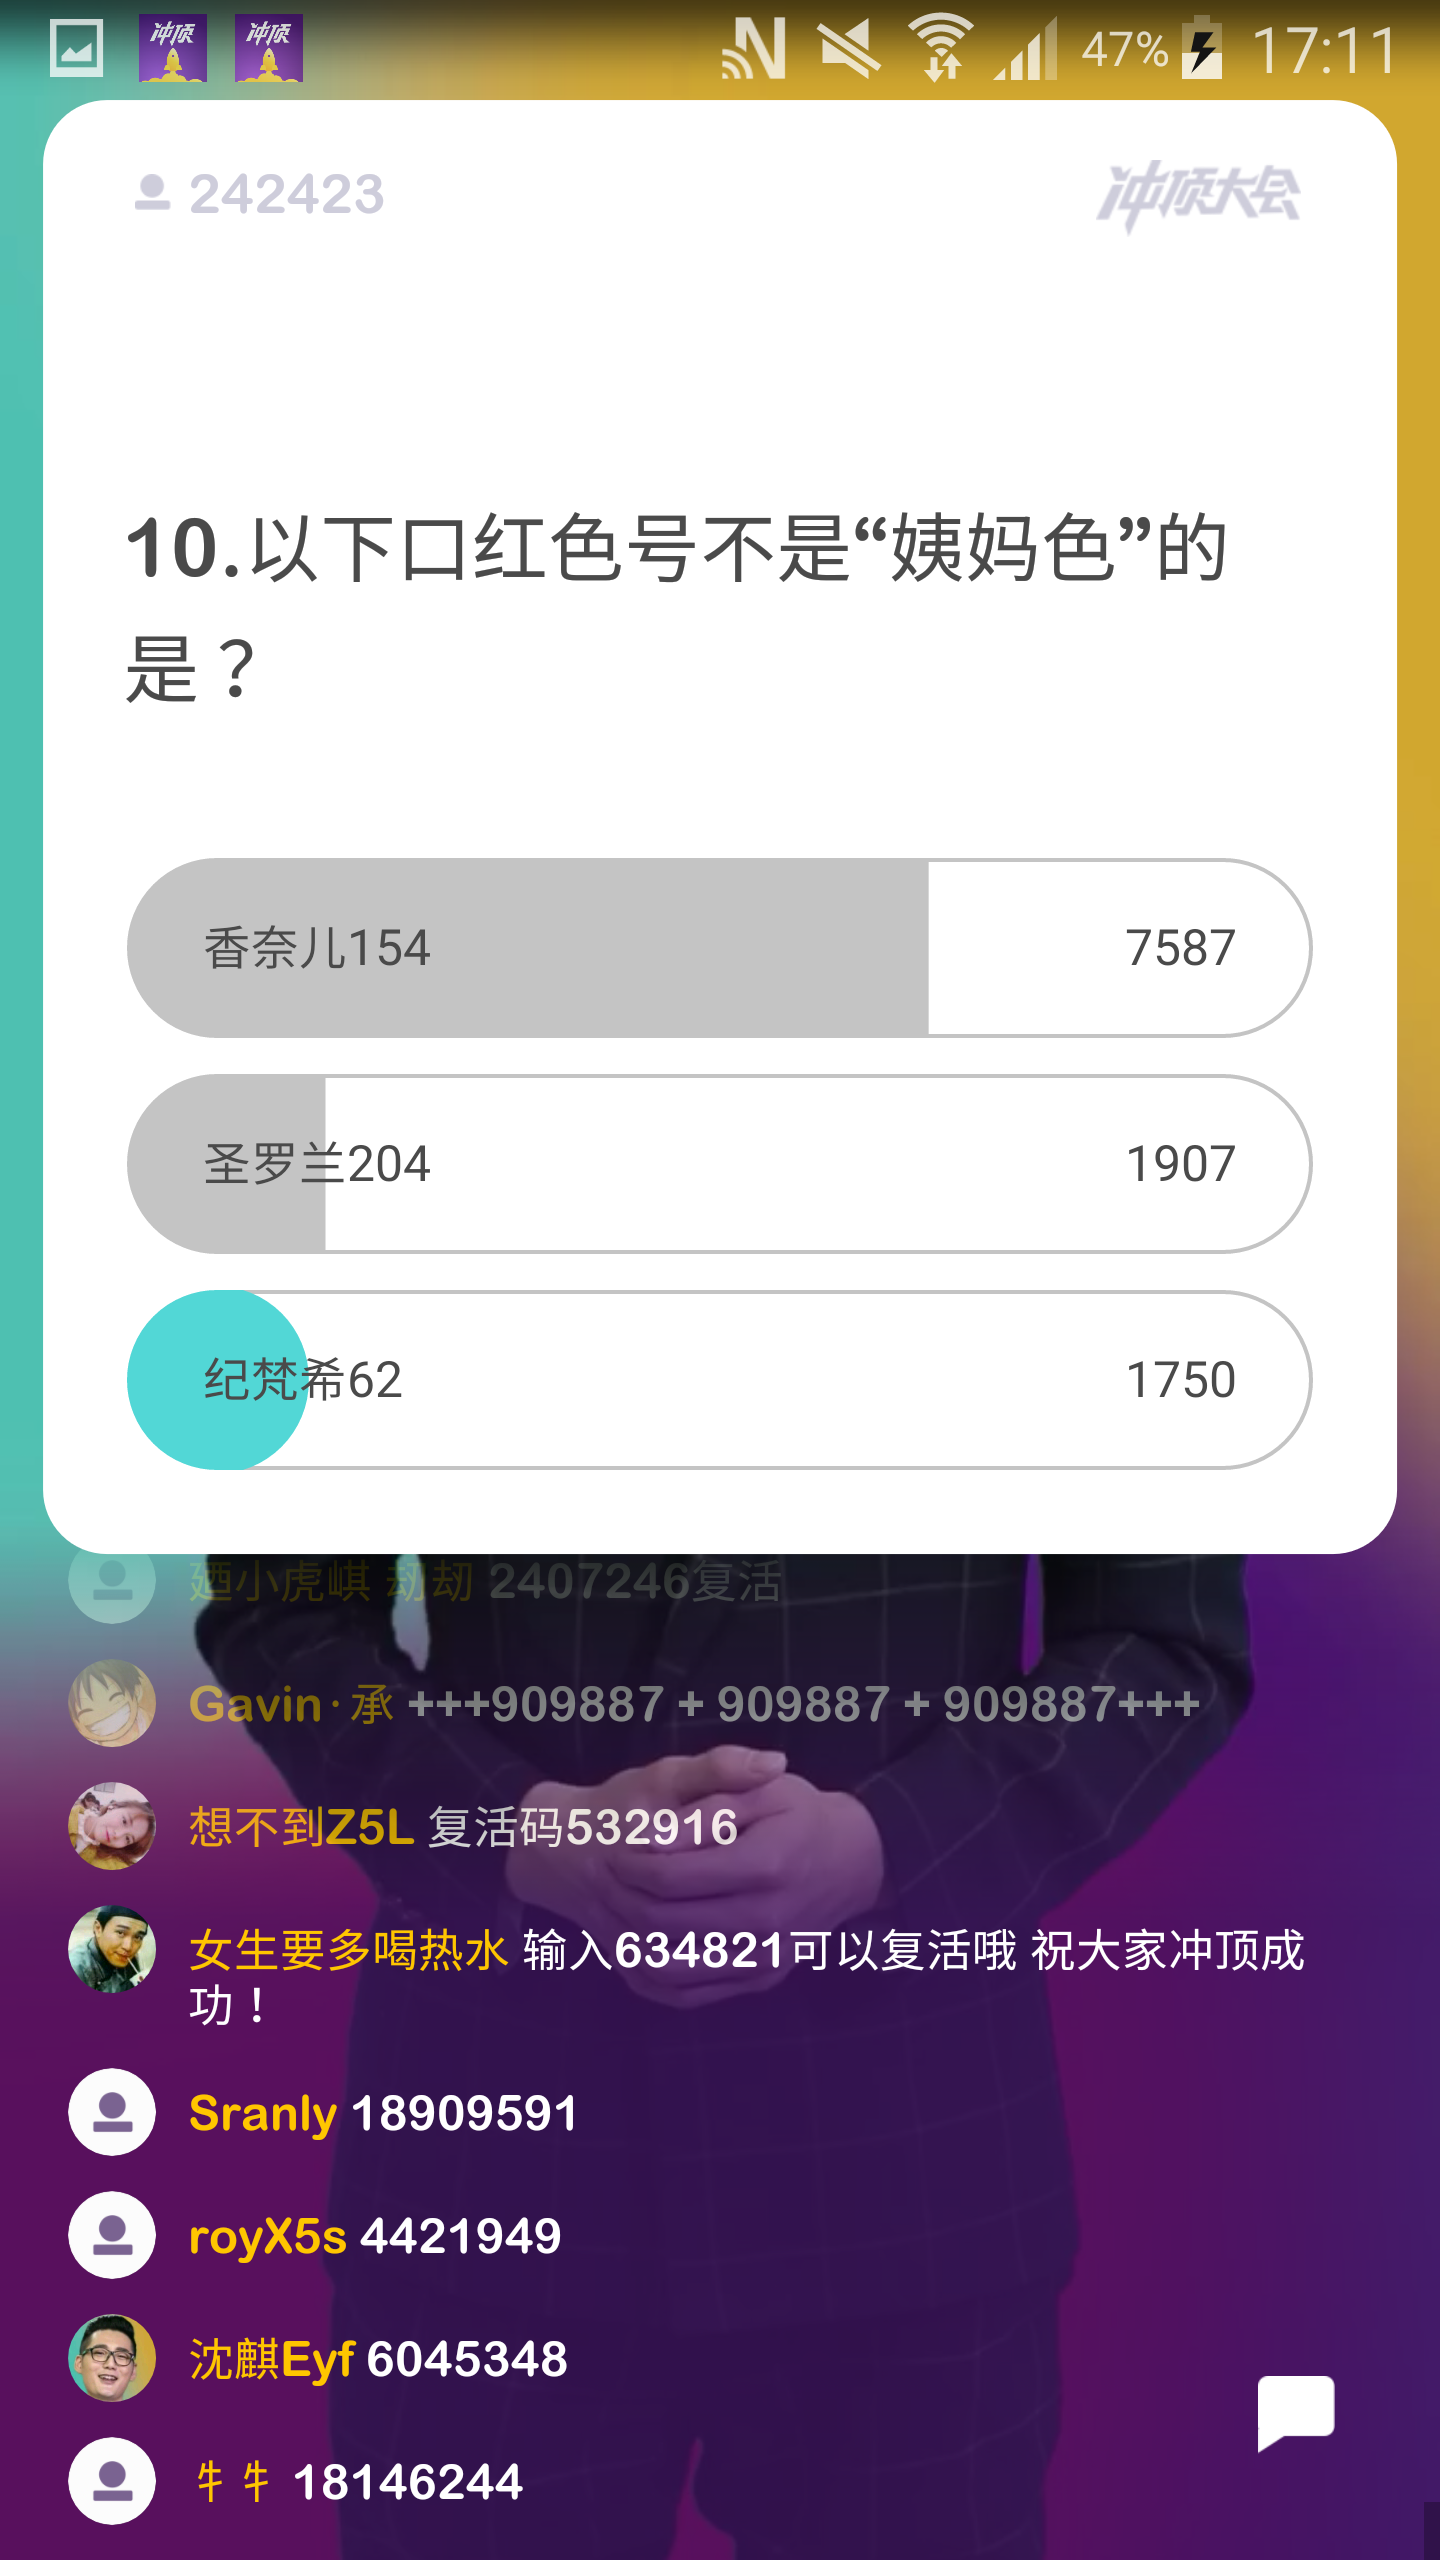 冲顶 冲顶 47% 17:11
242423 冲顶大会
10.以下口红色号不是“姨妈色”的
是？
香奈儿154 7587
圣罗兰204 1907
纪梵希62 1750
廼小虎岷 劫劫 2407246复活
Gavin·承 +++909887 + 909887 + 909887+++
想不到Z5L 复活码532916
女生要多喝热水 输入634821可以复活哦 祝大家冲顶成
功！
Sranly 18909591
royX5s 4421949
沈麒Eyf 6045348
牜牜 18146244